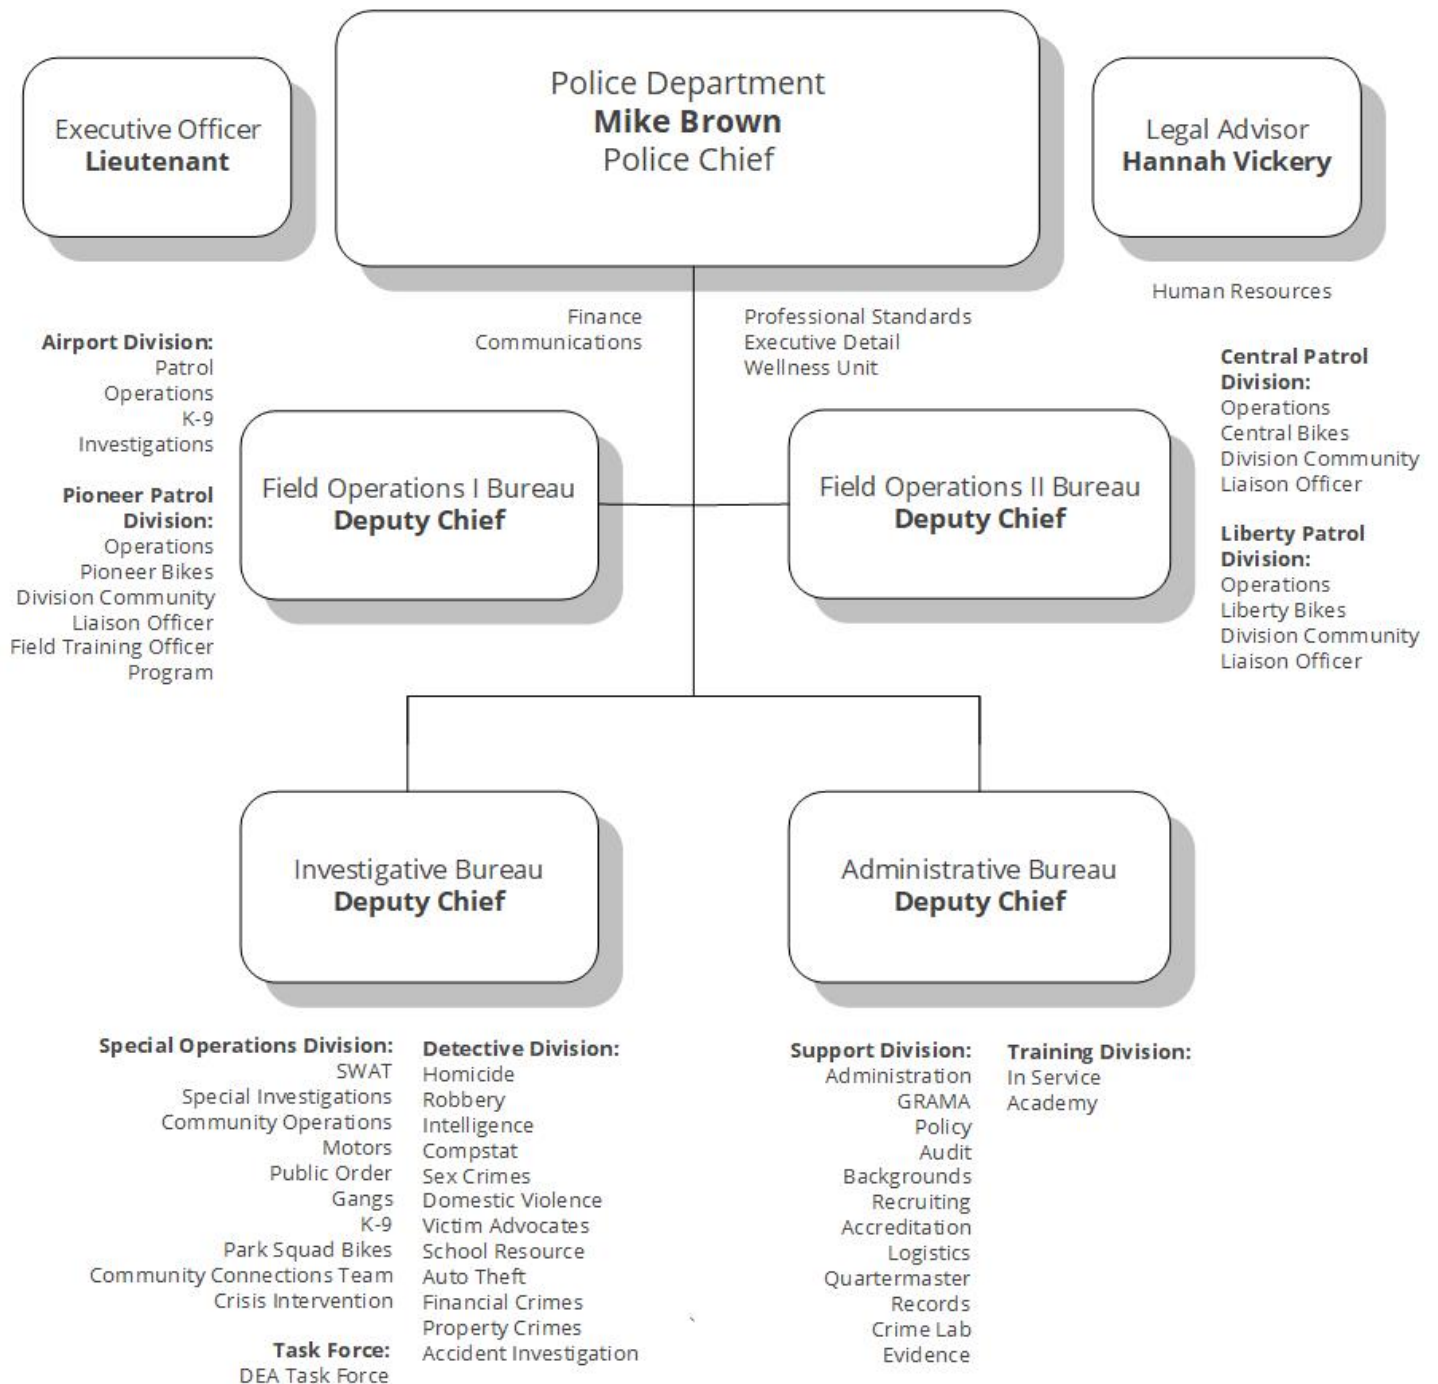 Police Department
Mike Brown
Police Chief
Executive Officer
Lieutenant
Legal Advisor
Hannah Vickery
Human Resources
Finance
Communications
Professional Standards
Executive Detail
Wellness Unit
Airport Division:
Patrol
Operations
K-9
Investigations
Pioneer Patrol
Division:
Operations
Pioneer Bikes
Division Community
Liaison Officer
Field Training Officer
Program
Field Operations I Bureau
Deputy Chief
Field Operations II Bureau
Deputy Chief
Central Patrol
Division:
Operations
Central Bikes
Division Community
Liaison Officer
Liberty Patrol
Division:
Operations
Liberty Bikes
Division Community
Liaison Officer
Investigative Bureau
Deputy Chief
Administrative Bureau
Deputy Chief
Special Operations Division:
SWAT
Special Investigations
Community Operations
Motors
Public Order
Gangs
K-9
Park Squad Bikes
Community Connections Team
Crisis Intervention
Task Force:
DEA Task Force
Detective Division:
Homicide
Robbery
Intelligence
Compstat
Sex Crimes
Domestic Violence
Victim Advocates
School Resource
Auto Theft
Financial Crimes
Property Crimes
Accident Investigation
`
Support Division:
Administration
GRAMA
Policy
Audit
Backgrounds
Recruiting
Accreditation
Logistics
Quartermaster
Records
Crime Lab
Evidence
Training Division:
In Service
Academy